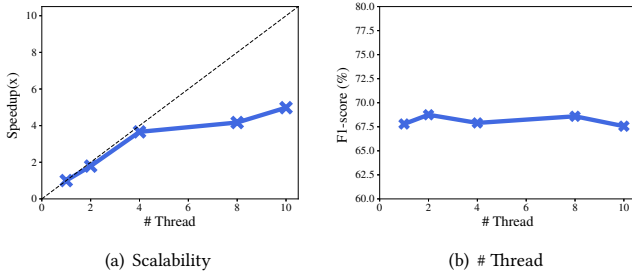 10
8
6
4
2
0
Speedup(x)
0 2 4 6 8 10
# Thread
(a) Scalability
80.0
77.5
75.0
72.5
70.0
67.5
65.0
62.5
60.0
F1-score (%)
0 2 4 6 8 10
# Thread
(b) # Thread